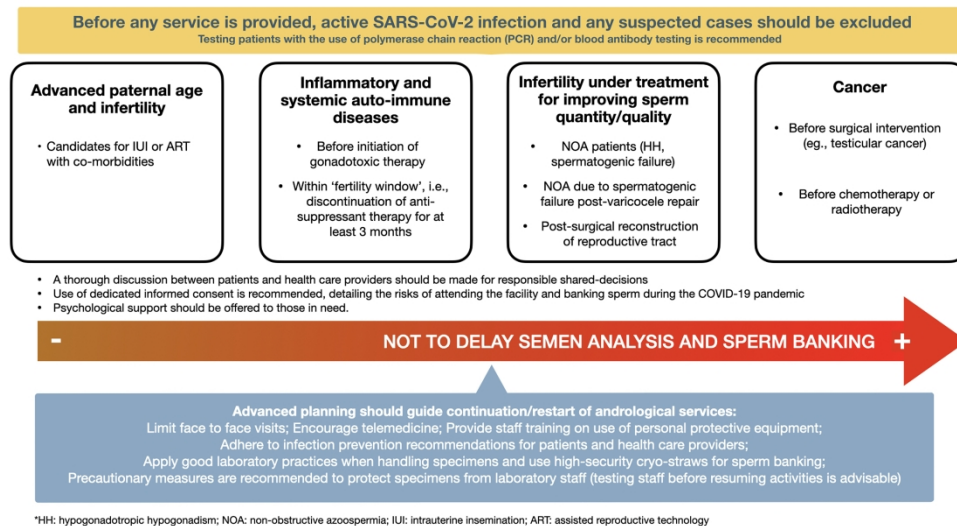 Before any service is provided, active SARS-CoV-2 infection and any suspected cases should be excluded
Testing patients with the use of polymerase chain reaction (PCR) and/or blood antibody testing is recommended
Advanced paternal age
and infertility
• Candidates for IUI or ART
with co-morbidities
Inflammatory and
systemic auto-immune
diseases
• Before initiation of
gonadotoxic therapy
• Within 'fertility window', i.e.,
discontinuation of anti-
suppressant therapy for at
least 3 months
Infertility under treatment
for improving sperm
quantity/quality
• NOA patients (HH,
spermatogenic failure)
• NOA due to spermatogenic
failure post-varicocele repair
• Post-surgical reconstruction
of reproductive tract
Cancer
• Before surgical intervention
(eg., testicular cancer)
• Before chemotherapy or
radiotherapy
• A thorough discussion between patients and health care providers should be made for responsible shared-decisions
• Use of dedicated informed consent is recommended, detailing the risks of attending the facility and banking sperm during the COVID-19 pandemic
• Psychological support should be offered to those in need.
- NOT TO DELAY SEMEN ANALYSIS AND SPERM BANKING +
Advanced planning should guide continuation/restart of andrological services:
Limit face to face visits; Encourage telemedicine; Provide staff training on use of personal protective equipment;
Adhere to infection prevention recommendations for patients and health care providers;
Apply good laboratory practices when handling specimens and use high-security cryo-straws for sperm banking;
Precautionary measures are recommended to protect specimens from laboratory staff (testing staff before resuming activities is advisable)
*HH: hypogonadotropic hypogonadism; NOA: non-obstructive azoospermia; IUI: intrauterine insemination; ART: assisted reproductive technology